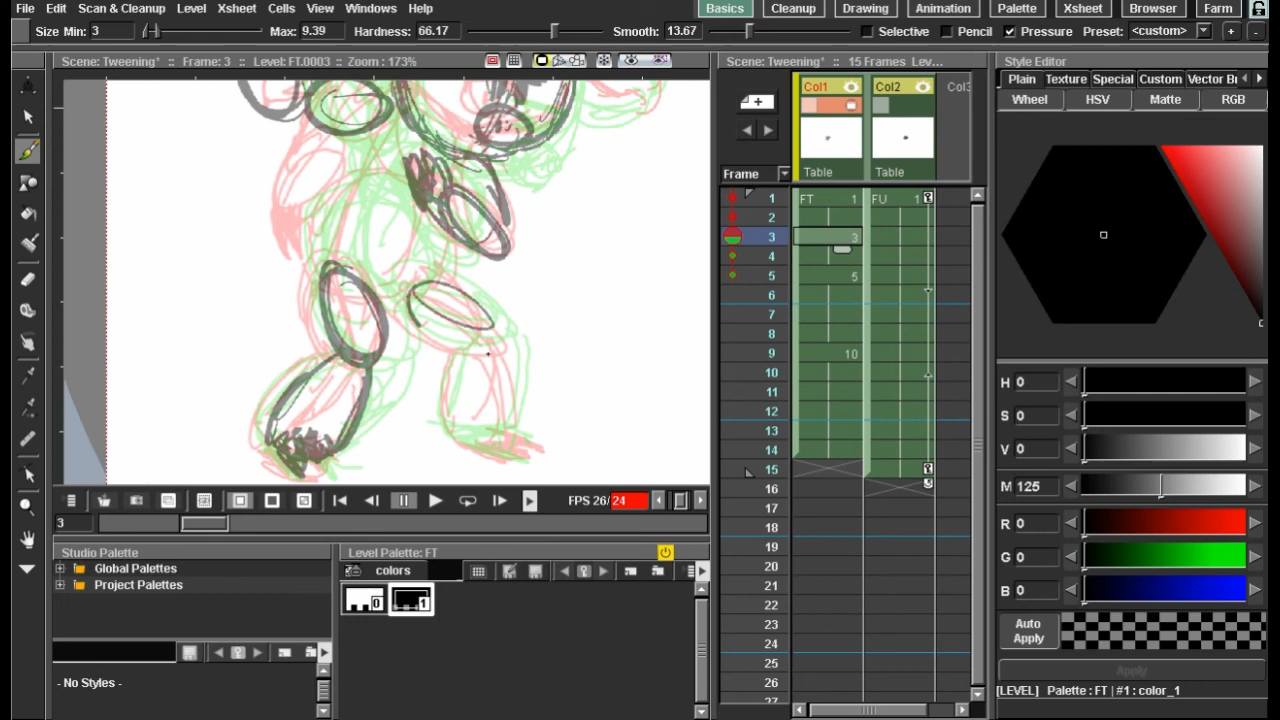 File Edit Scan & Cleanup Level Xsheet Cells View Windows Help Basics Cleanup Drawing Animation Palette Xsheet Browser Farm
Size Min: 3 Max: 9.39 Hardness: 66.17 Smooth: 13.67 Selective Pencil Pressure Preset: <custom> + -
Scene: Tweening* :: Frame: 3 :: Level: FT.0003 :: Zoom : 173%
Scene: Tweening* :: 15 Frames Lev...
Style Editor
Plain Texture Special Custom Vector Br
Wheel HSV Matte RGB
Col1 Col2 Col3
Table Table
Frame
1 FT 1 FU 1
2
3 3
4
5 5
6
7
8
9 10
10
11
12
13
14
15
16
17
18
19
20
21
22
23
24
25
26
27
H 0
S 0
V 0
M 125
R 0
G 0
B 0
Auto
Apply
Apply
[LEVEL] Palette : FT | #1 : color_1
FPS 26/24
3
Studio Palette
Global Palettes
Project Palettes
- No Styles -
Level Palette: FT
colors
0 1